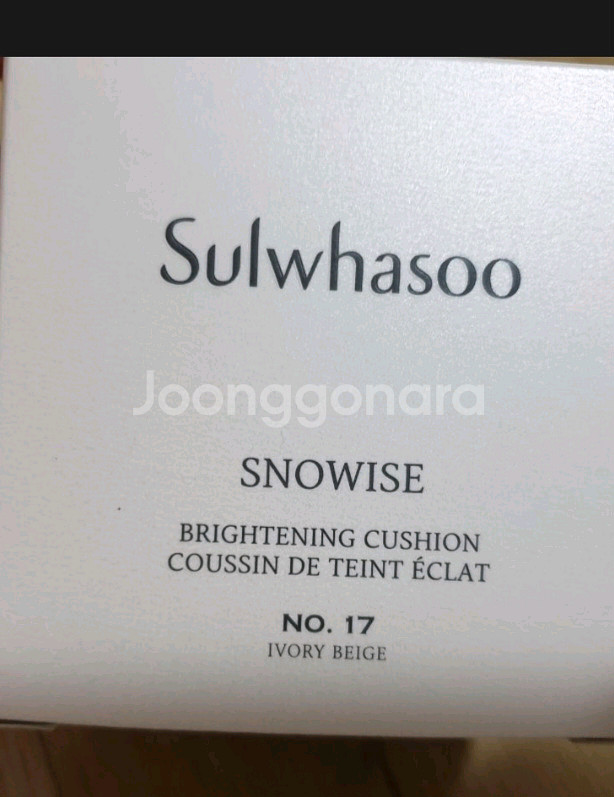 Sulwhasoo
Joonggonara
SNOWISE
BRIGHTENING CUSHION
COUSSIN DE TEINT ÉCLAT
NO. 17
IVORY BEIGE